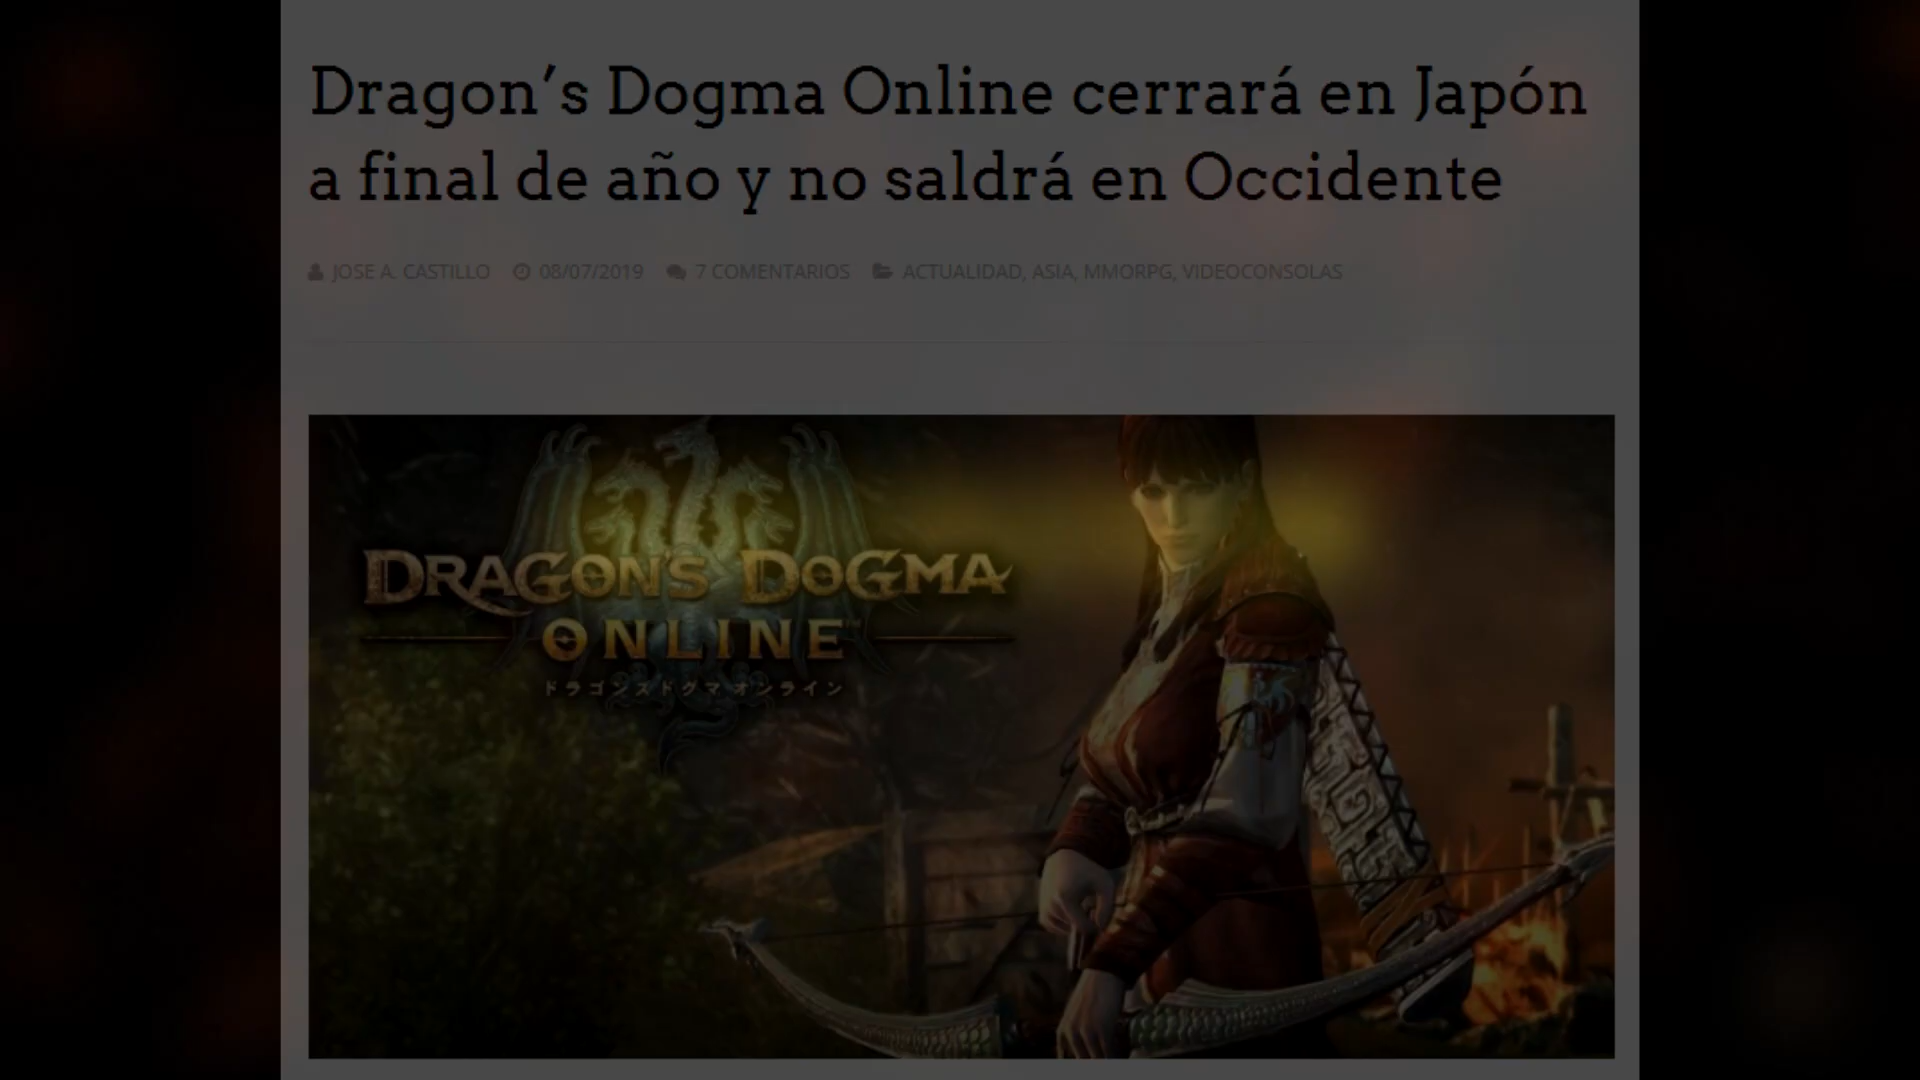 Dragon’s Dogma Online cerrará en Japón
a final de año y no saldrá en Occidente
JOSE A. CASTILLO 08/07/2019 7 COMENTARIOS ACTUALIDAD, ASIA, MMORPG, VIDEOCONSOLAS
DRAGON'S DOGMA
ONLINE
ドラゴンズドグマ オンライン